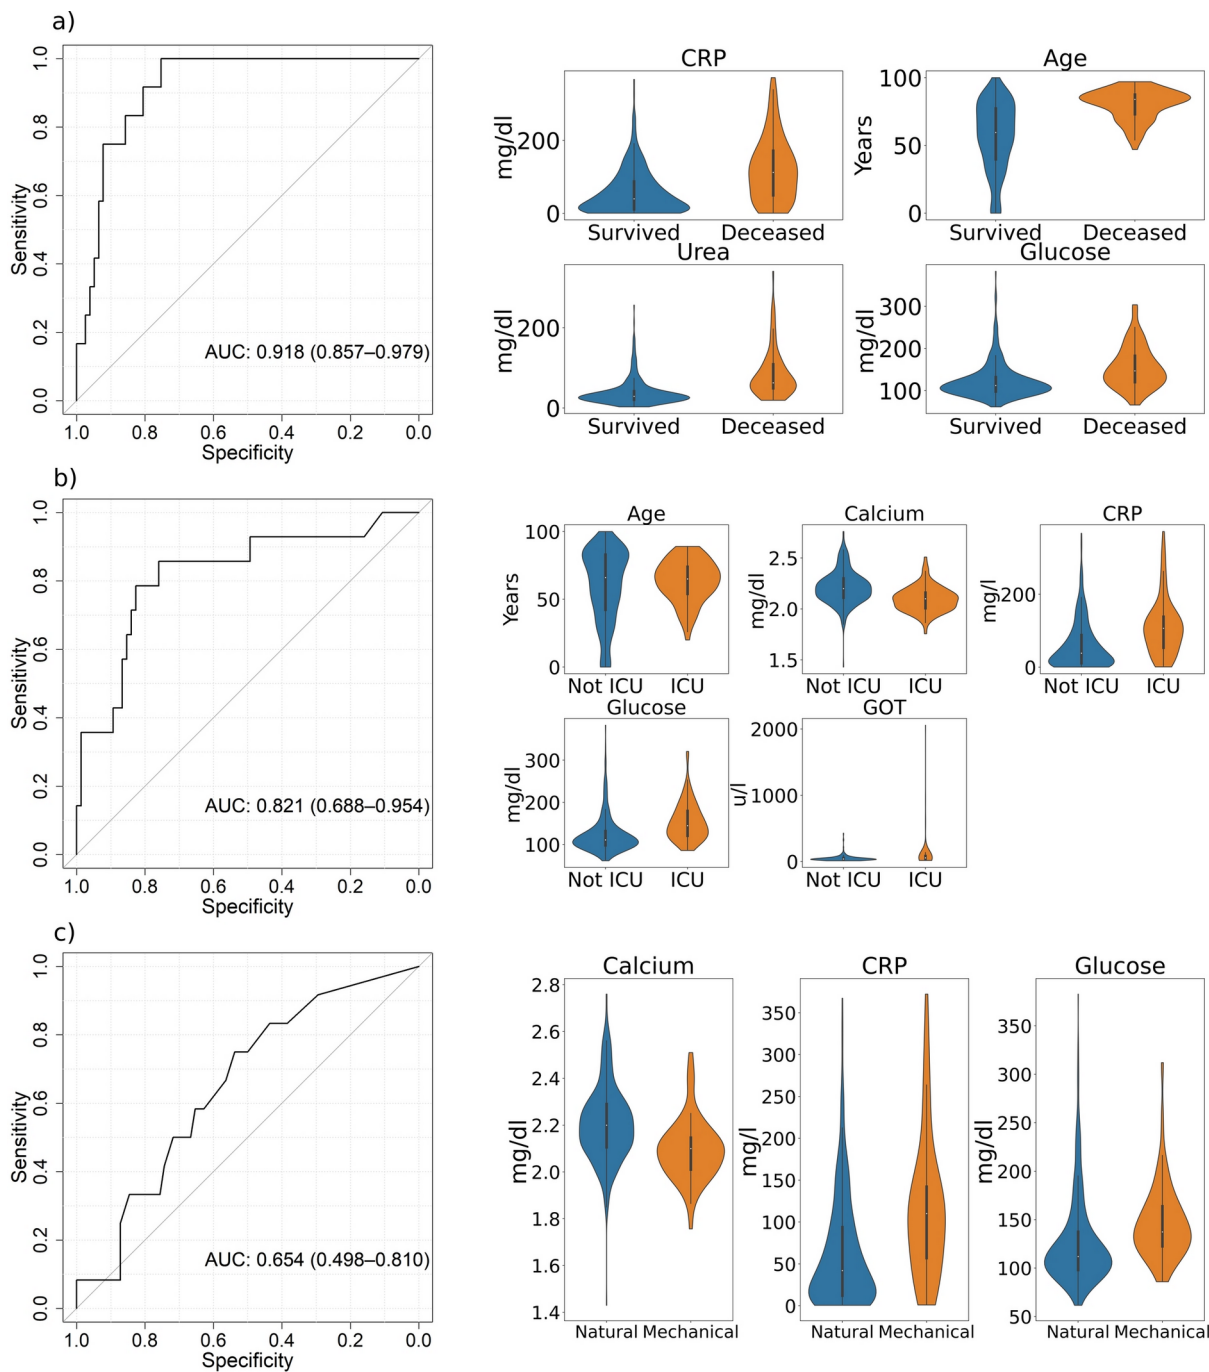 a)
Sensitivity
0.0 0.2 0.4 0.6 0.8 1.0
AUC: 0.918 (0.857–0.979)
1.0 0.8 0.6 0.4 0.2 0.0
Specificity
CRP
mg/dl
200
0
Survived Deceased
Age
Years
100
50
0
Survived Deceased
Urea
mg/dl
200
0
Survived Deceased
Glucose
mg/dl
300
200
100
Survived Deceased
b)
Sensitivity
0.0 0.2 0.4 0.6 0.8 1.0
AUC: 0.821 (0.688–0.954)
1.0 0.8 0.6 0.4 0.2 0.0
Specificity
Age
Years
100
50
0
Not ICU ICU
Calcium
mg/dl
2.5
2.0
1.5
Not ICU ICU
CRP
mg/l
200
0
Not ICU ICU
Glucose
mg/dl
300
200
100
Not ICU ICU
GOT
u/l
2000
1000
0
Not ICU ICU
c)
Sensitivity
0.0 0.2 0.4 0.6 0.8 1.0
AUC: 0.654 (0.498–0.810)
1.0 0.8 0.6 0.4 0.2 0.0
Specificity
Calcium
mg/dl
2.8
2.6
2.4
2.2
2.0
1.8
1.6
1.4
Natural Mechanical
CRP
mg/l
350
300
250
200
150
100
50
0
Natural Mechanical
Glucose
mg/dl
350
300
250
200
150
100
50
Natural Mechanical